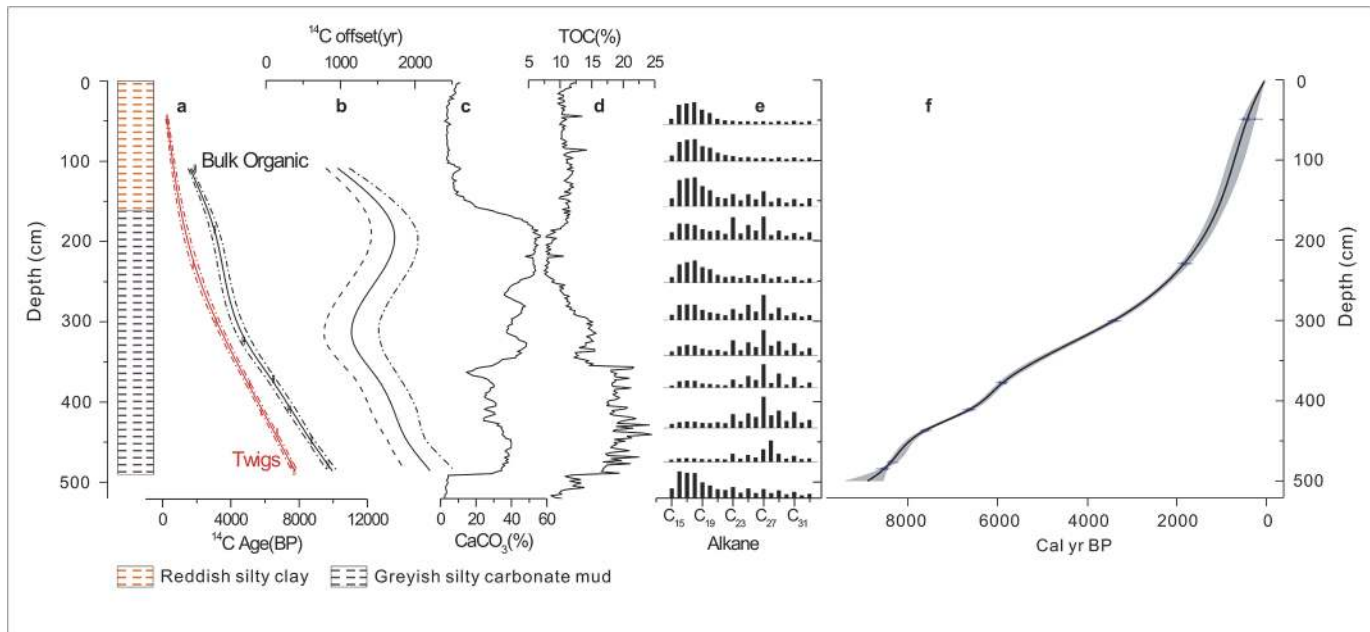 ¹⁴C offset(yr)
TOC(%)
0 1000 2000
5 10 15 20 25
a b c d e f
Bulk Organic
Twigs
Depth (cm)
0
100
200
300
400
500
0 4000 8000 12000
¹⁴C Age(BP)
0 20 40 60
CaCO₃(%)
C₁₅ C₁₉ C₂₃ C₂₇ C₃₁
Alkane
8000 6000 4000 2000 0
Cal yr BP
0
100
200
300
400
500
Depth (cm)
Reddish silty clay
Greyish silty carbonate mud